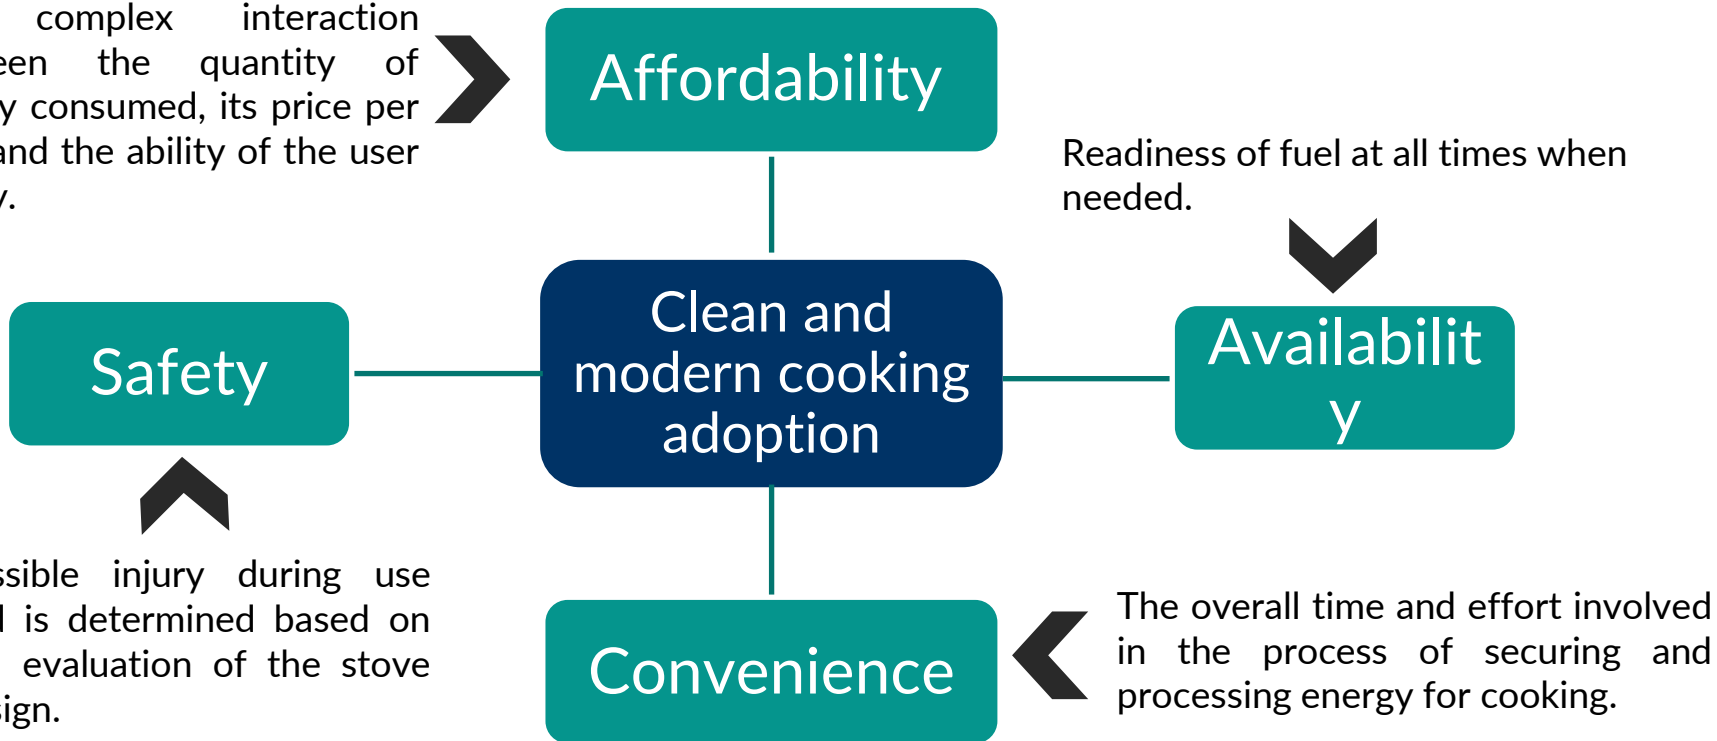 complex interaction
the quantity of
consumed, its price per
and the ability of the user
Affordability
Readiness of fuel at all times when
needed.
Safety
Clean and
modern cooking
adoption
Availabilit
y
injury during use
is determined based on
evaluation of the stove
Convenience
The overall time and effort involved
in the process of securing and
processing energy for cooking.